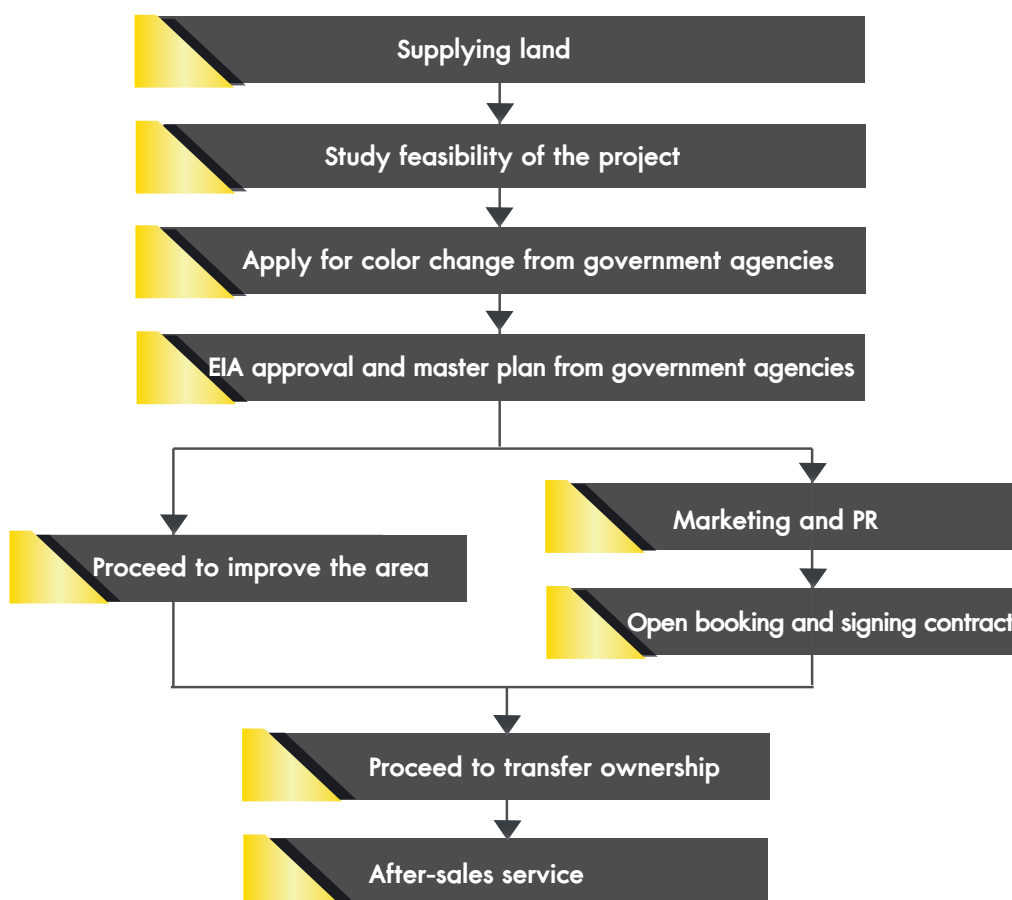 Supplying land
Study feasibility of the project
Apply for color change from government agencies
EIA approval and master plan from government agencies
Proceed to improve the area
Marketing and PR
Open booking and signing contract
Proceed to transfer ownership
After-sales service